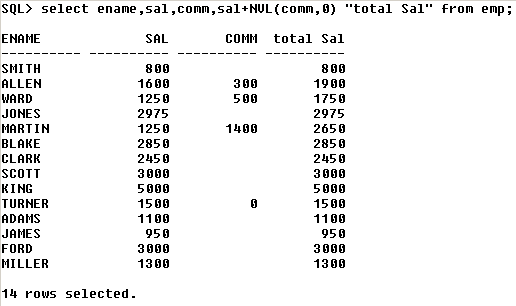 SQL> select ename,sal,comm,sal+NVL(comm,0) "total Sal" from emp;
ENAME SAL COMM total Sal
---------- ---------- ---------- ----------
SMITH 800 800
ALLEN 1600 300 1900
WARD 1250 500 1750
JONES 2975 2975
MARTIN 1250 1400 2650
BLAKE 2850 2850
CLARK 2450 2450
SCOTT 3000 3000
KING 5000 5000
TURNER 1500 0 1500
ADAMS 1100 1100
JAMES 950 950
FORD 3000 3000
MILLER 1300 1300
14 rows selected.